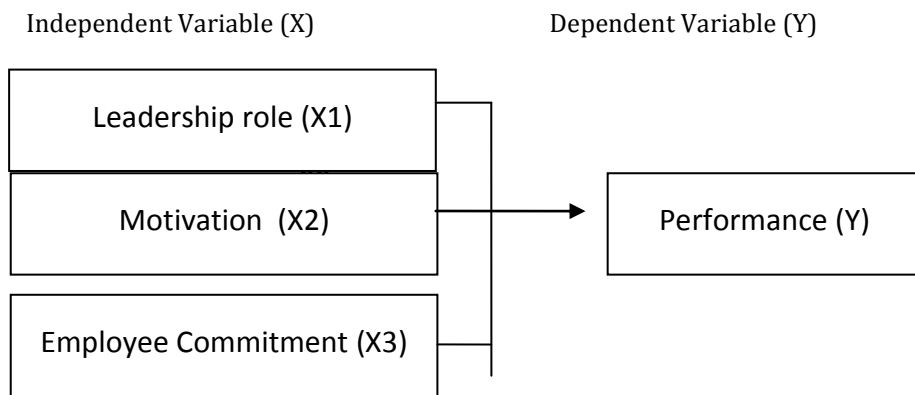 Independent Variable (X)
Dependent Variable (Y)
Leadership role (X1)
Motivation  (X2)
Performance (Y)
Employee Commitment (X3)